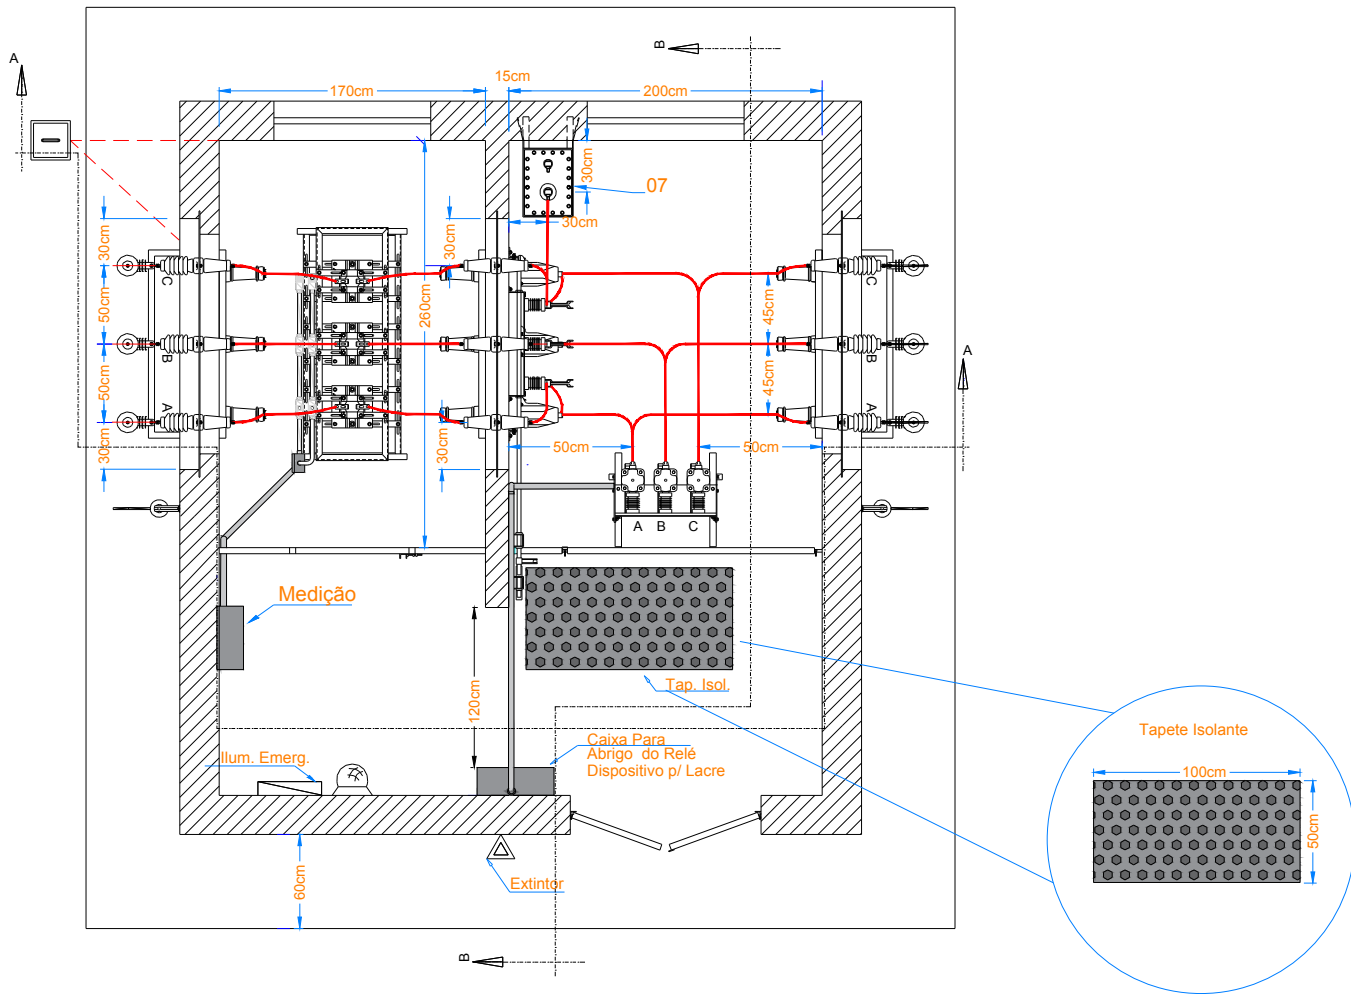 B
A
15cm
170cm
200cm
30cm
07
30cm
30cm
30cm
C
C
50cm
260cm
45cm
A
B
B
50cm
45cm
A
A
30cm
30cm
50cm
50cm
A B C
Medição
Tap. Isol.
120cm
Tapete Isolante
Caixa Para
Abrigo do Relé
Dispositivo p/ Lacre
Ilum. Emerg.
100cm
50cm
60cm
Extintor
B